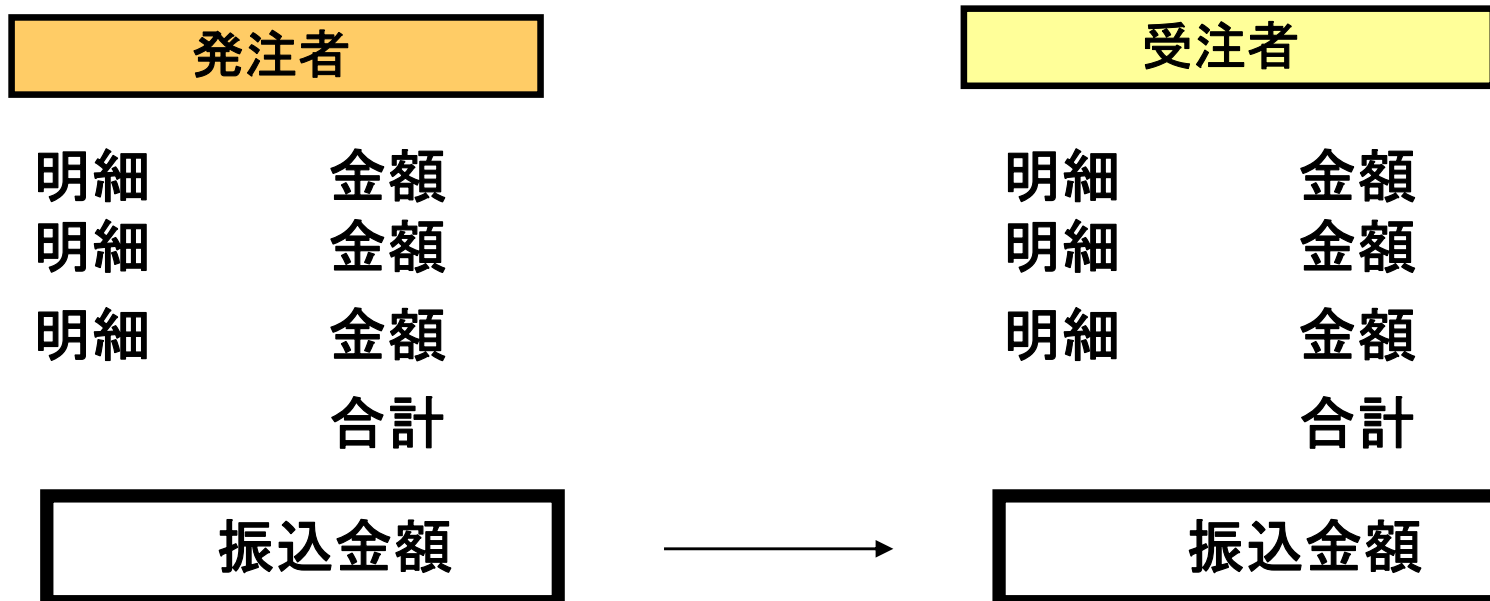 発注者 受注者
明細 金額 明細 金額
明細 金額 明細 金額
明細 金額 明細 金額
合計 合計
振込金額 振込金額